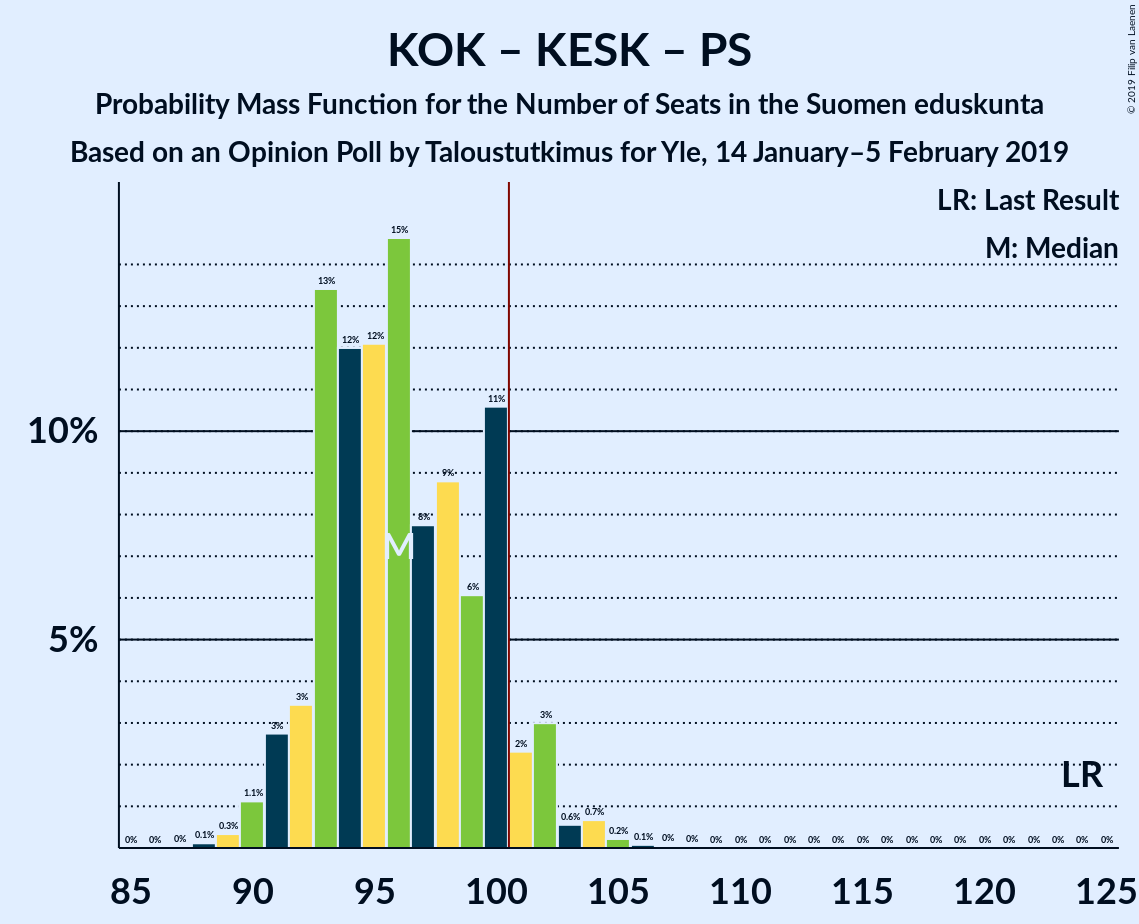 KOK – KESK – PS
Probability Mass Function for the Number of Seats in the Suomen eduskunta
Based on an Opinion Poll by Taloustutkimus for Yle, 14 January–5 February 2019
© 2019 Filip van Laenen
LR: Last Result
M: Median
10%
5%
0% 0% 0% 0.1% 0.3% 1.1% 3% 3% 13% 12% 12% 15% 8% 9% 6% 11% 2% 3% 0.6% 0.7% 0.2% 0.1% 0% 0% 0% 0% 0% 0% 0% 0% 0% 0% 0% 0% 0% 0% 0% 0% 0% 0% 0%
M
LR
85 90 95 100 105 110 115 120 125